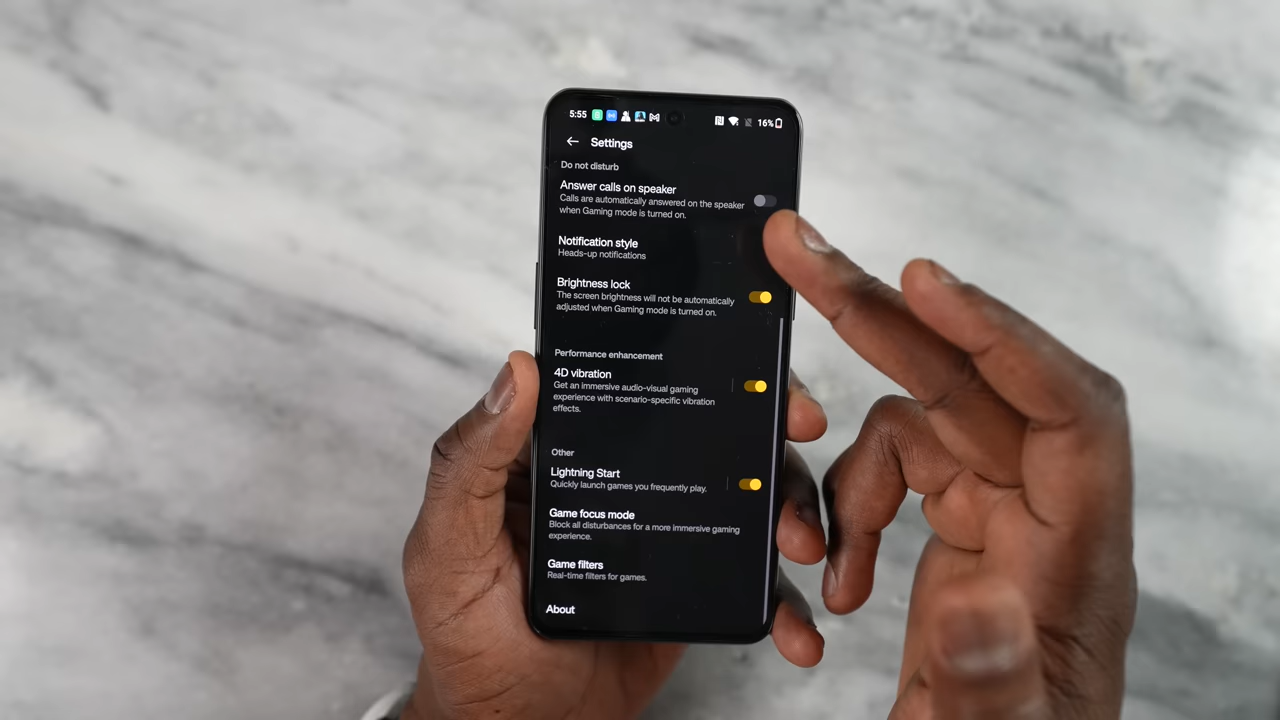 5:55 16%
Settings
Do not disturb
Answer calls on speaker
Calls are automatically answered on the speaker
when Gaming mode is turned on.
Notification style
Heads-up notifications
Brightness lock
The screen brightness will not be automatically
adjusted when Gaming mode is turned on.
Performance enhancement
4D vibration
Get an immersive audio-visual gaming
experience with scenario-specific vibration
effects.
Other
Lightning Start
Quickly launch games you frequently play.
Game focus mode
Block all disturbances for a more immersive gaming
experience.
Game filters
Real-time filters for games.
About